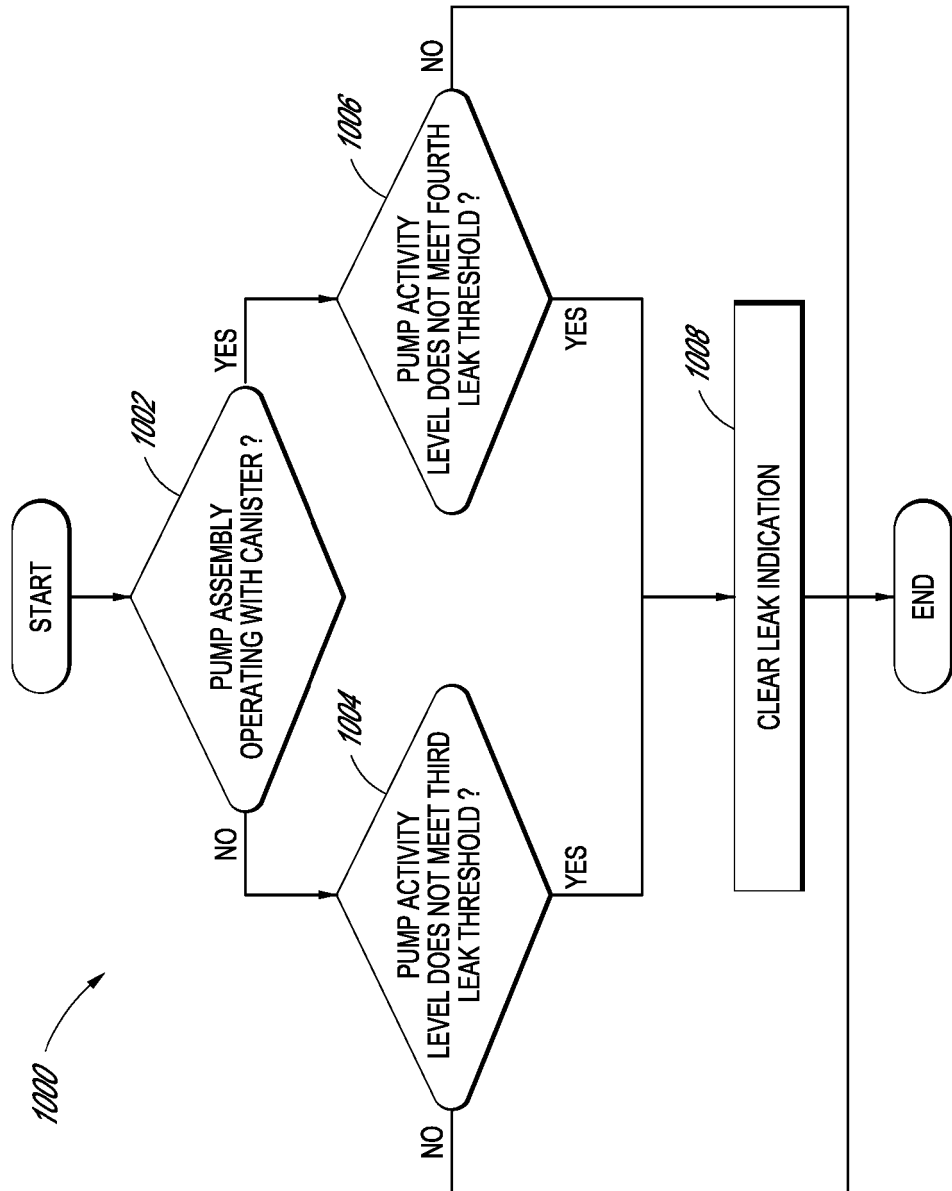 1000
START
1002
PUMP ASSEMBLY
OPERATING WITH CANISTER ?
NO
YES
1004
PUMP ACTIVITY
LEVEL DOES NOT MEET THIRD
LEAK THRESHOLD ?
NO
YES
1006
PUMP ACTIVITY
LEVEL DOES NOT MEET FOURTH
LEAK THRESHOLD ?
NO
YES
1008
CLEAR LEAK INDICATION
END